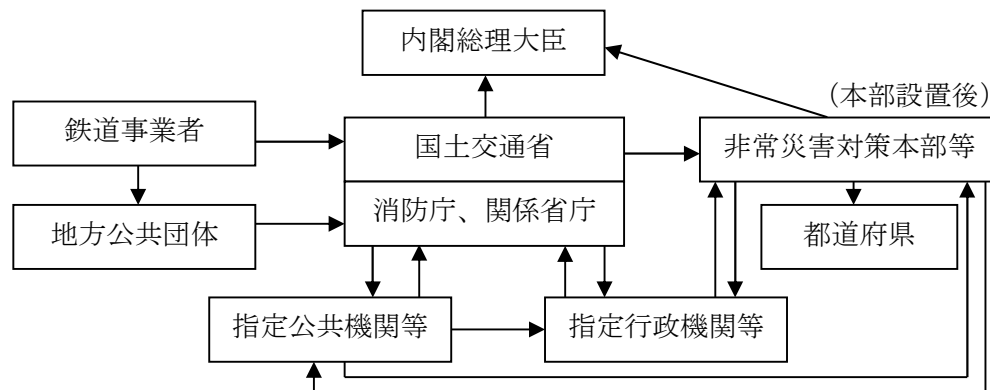 内閣総理大臣
（本部設置後）
鉄道事業者
国土交通省
非常災害対策本部等
地方公共団体
消防庁、関係省庁
都道府県
指定公共機関等
指定行政機関等